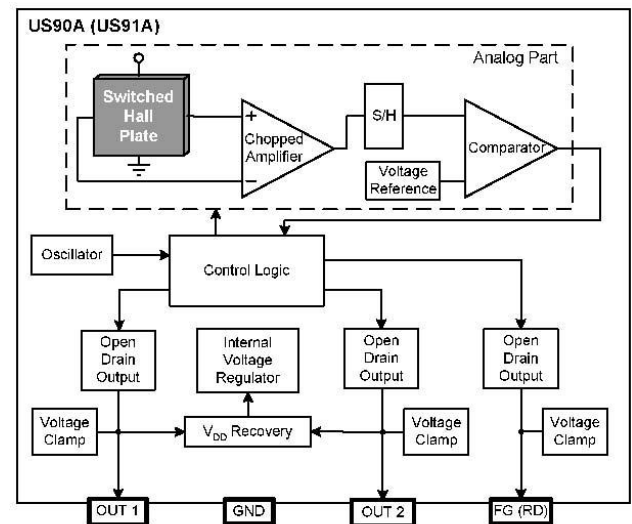 US90A (US91A)
Analog Part
Switched
Hall
Plate
+
−
Chopped
Amplifier
S/H
Voltage
Reference
Comparator
Oscillator
Control Logic
Open
Drain
Output
Internal
Voltage
Regulator
Open
Drain
Output
Open
Drain
Output
Voltage
Clamp
VDD Recovery
Voltage
Clamp
Voltage
Clamp
OUT 1
GND
OUT 2
FG (RD)